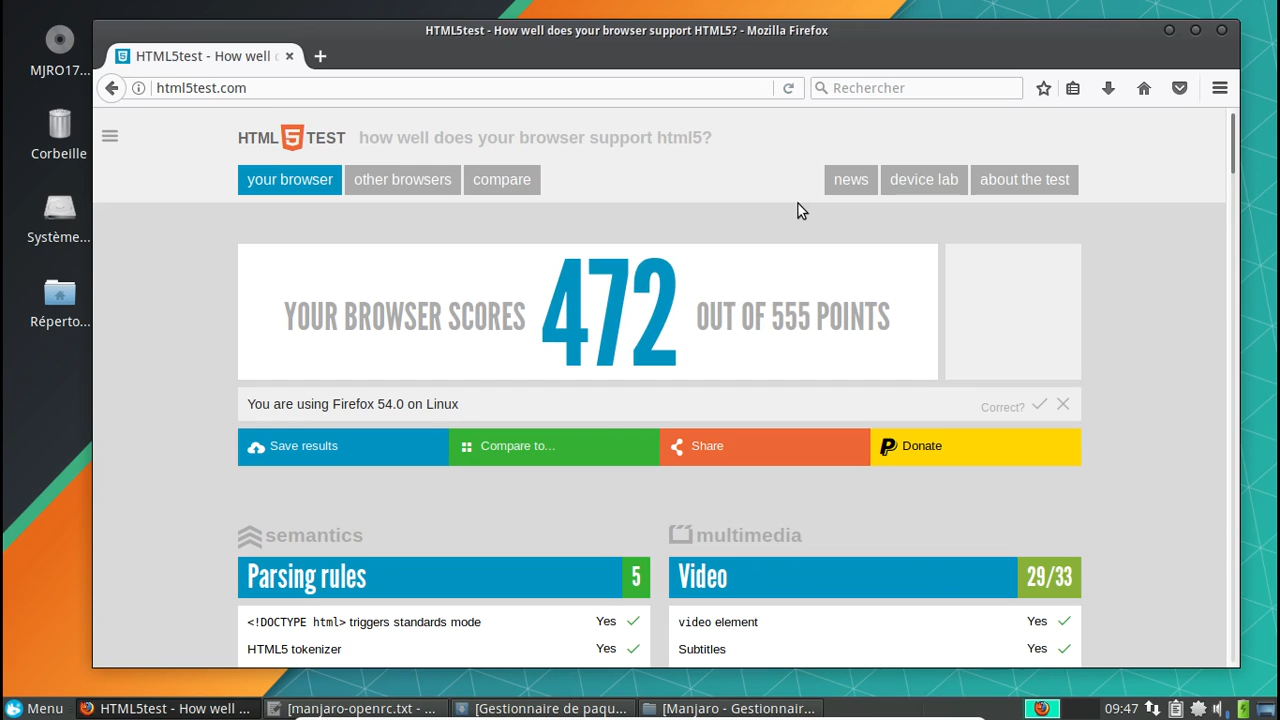 HTML5test - How well does your browser support HTML5? - Mozilla Firefox
MJRO17...
Corbeille
Système...
Réperto...
HTML5test - How well
html5test.com
Rechercher
HTML 5 TEST how well does your browser support html5?
your browser other browsers compare news device lab about the test
YOUR BROWSER SCORES 472 OUT OF 555 POINTS
You are using Firefox 54.0 on Linux Correct?
Save results Compare to... Share Donate
semantics
Parsing rules 5
<!DOCTYPE html> triggers standards mode Yes
HTML5 tokenizer Yes
multimedia
Video 29/33
video element Yes
Subtitles Yes
Menu HTML5test - How well ... [manjaro-openrc.txt - ... [Gestionnaire de paqu... [Manjaro - Gestionnair... 09:47